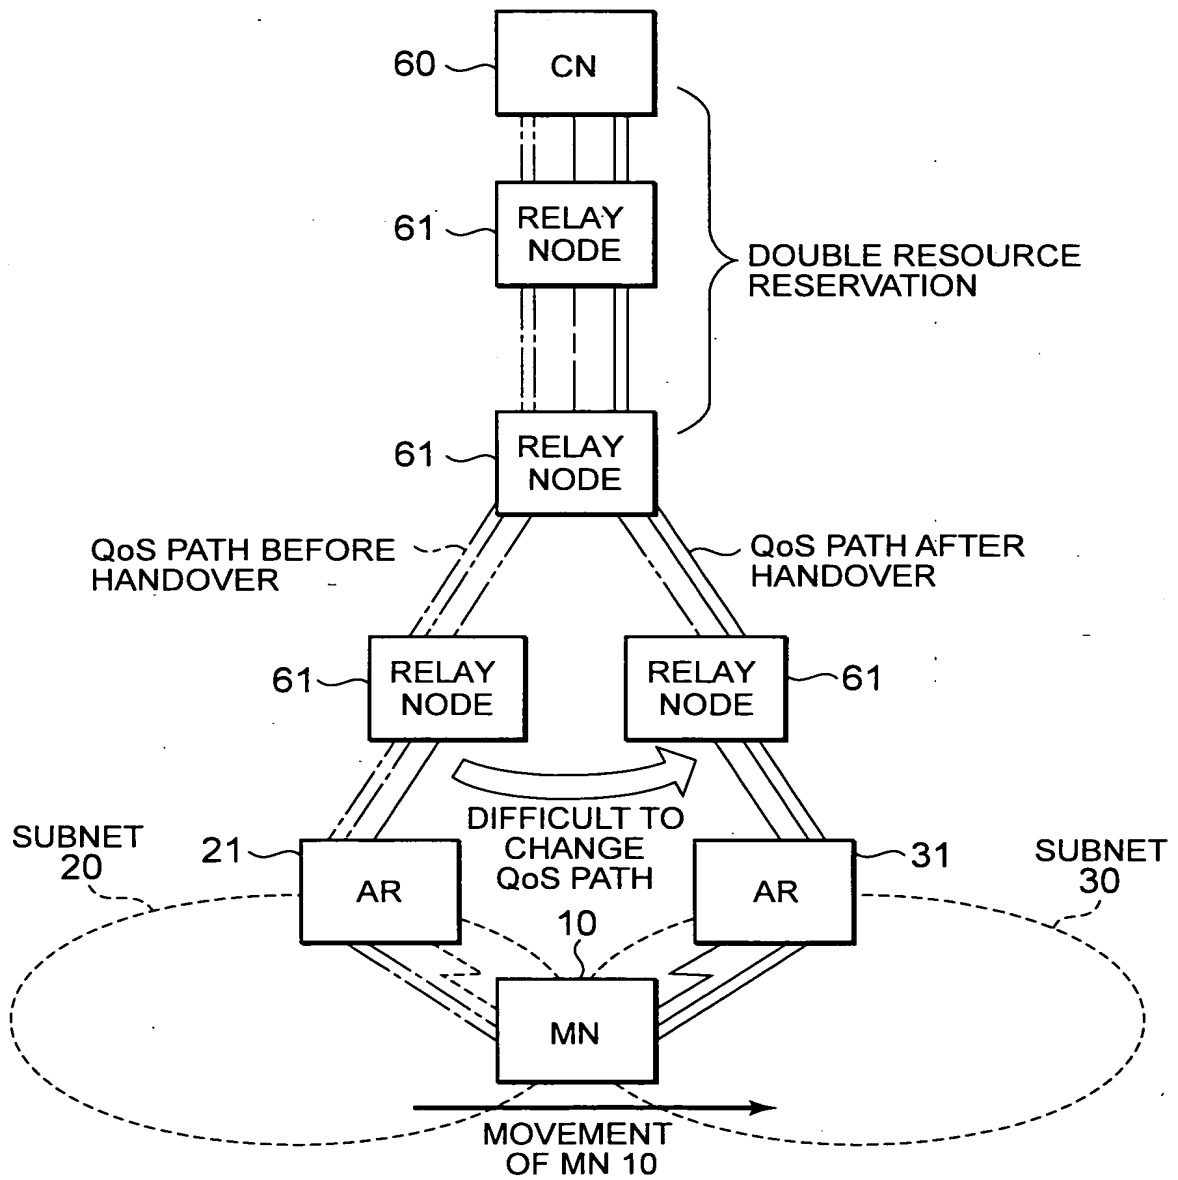 60
CN
61
RELAY
NODE
DOUBLE RESOURCE
RESERVATION
61
RELAY
NODE
QoS PATH BEFORE
HANDOVER
QoS PATH AFTER
HANDOVER
61
RELAY
NODE
RELAY
NODE
61
DIFFICULT TO
CHANGE
QoS PATH
SUBNET
20
21
AR
AR
31
SUBNET
30
10
MN
MOVEMENT
OF MN 10